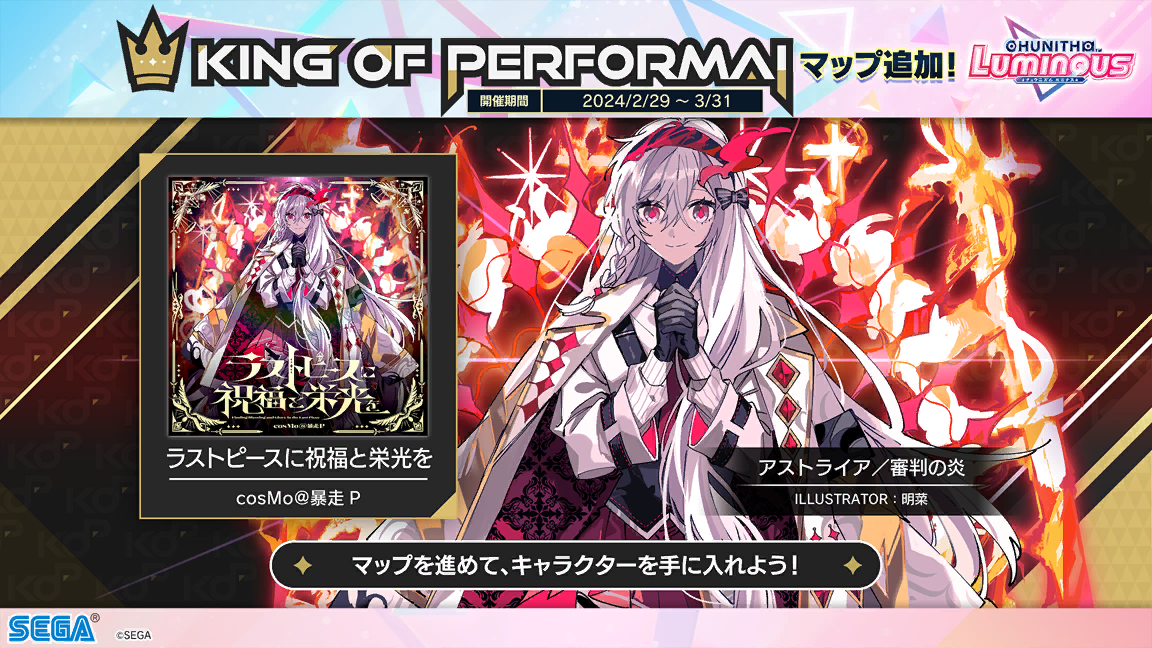 KING OF PERFORMAI
マップ追加!
CHUNITHM
LUMINOUS
開催期間
2024/2/29 ~ 3/31
ラストピースに
祝福と栄光を
cosMo@暴走P
ラストピースに祝福と栄光を
cosMo@暴走P
アストライア/審判の炎
ILLUSTRATOR:明菜
マップを進めて、キャラクターを手に入れよう!
SEGA®
©SEGA